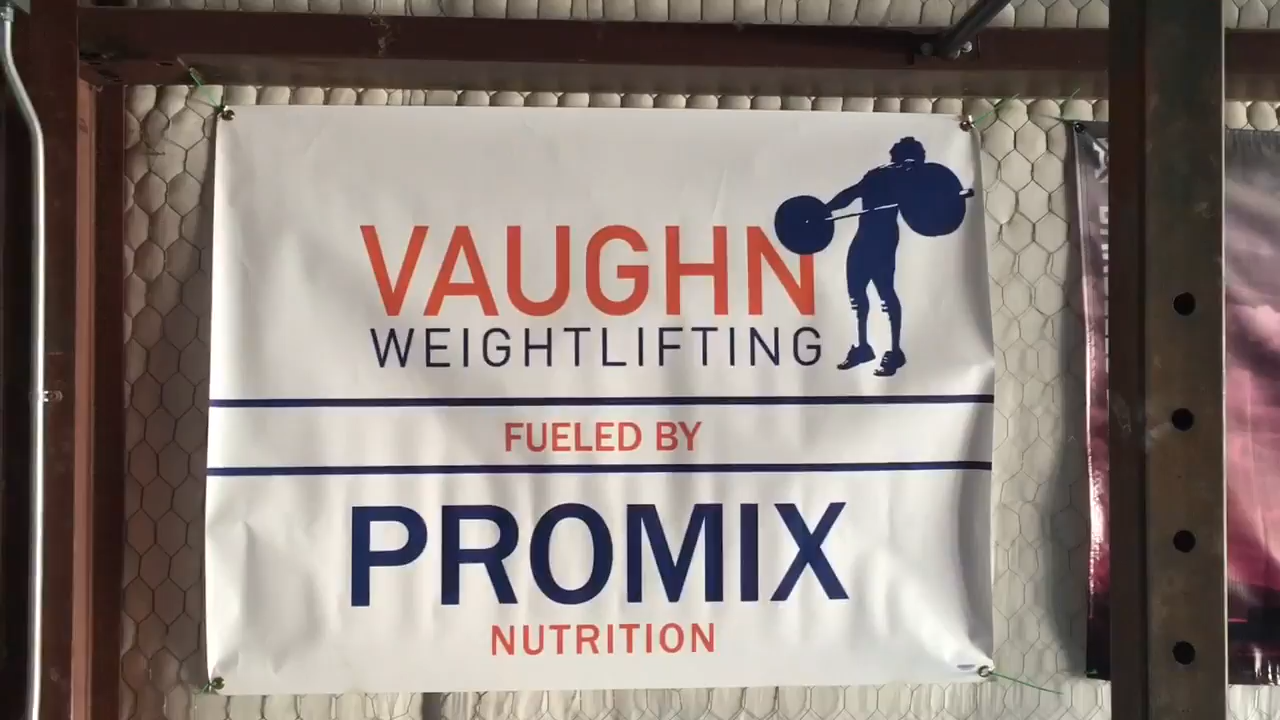 VAUGHN
WEIGHTLIFTING
FUELED BY
PROMIX
NUTRITION